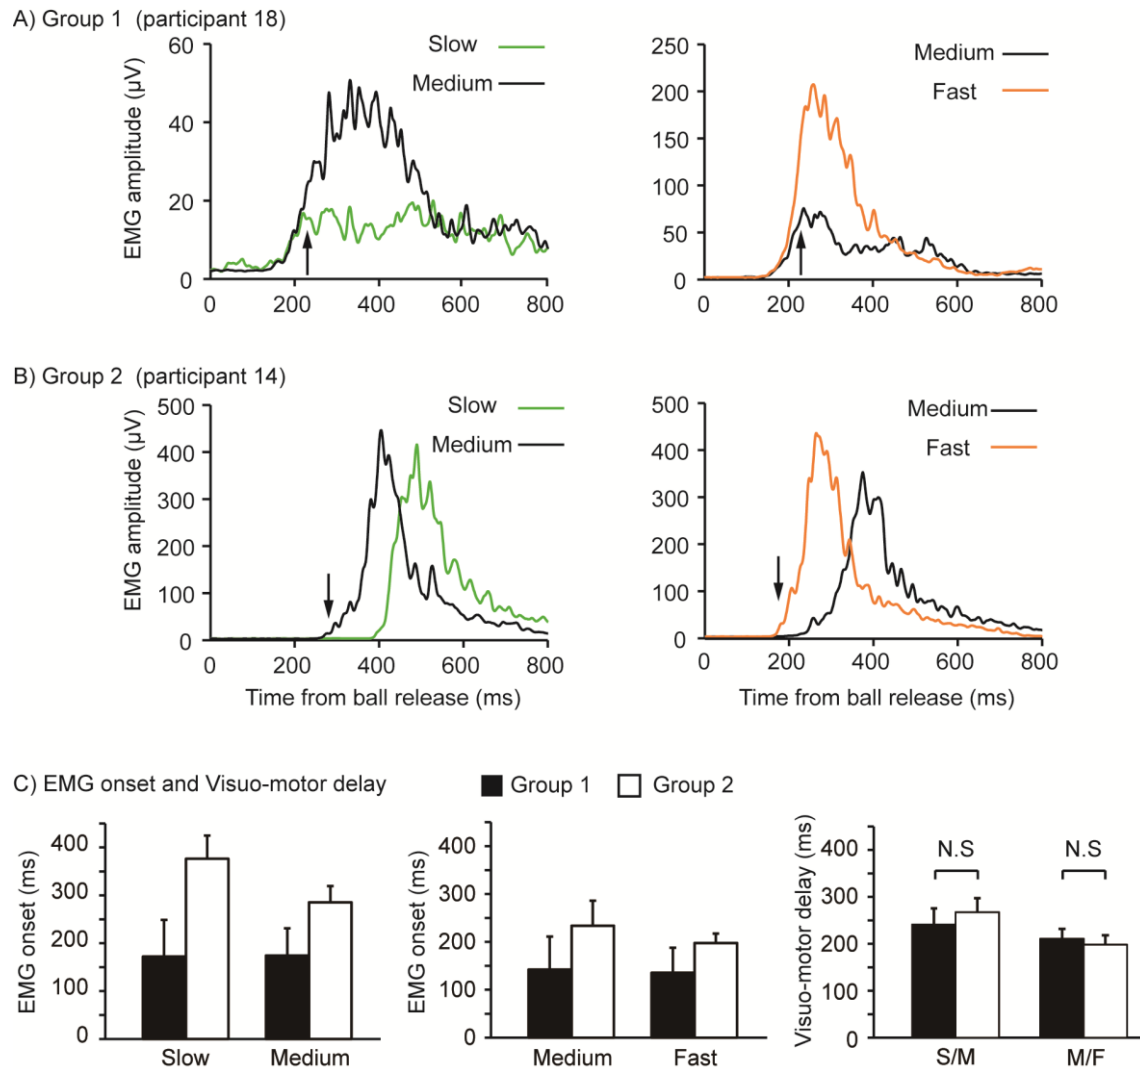 A) Group 1 (participant 18)
EMG amplitude (µV)
60
40
20
0
0 200 400 600 800
Slow
Medium
250
200
150
100
50
0
0 200 400 600 800
Medium
Fast
B) Group 2 (participant 14)
EMG amplitude (µV)
500
400
300
200
100
0
0 200 400 600 800
Time from ball release (ms)
Slow
Medium
500
400
300
200
100
0
0 200 400 600 800
Time from ball release (ms)
Medium
Fast
C) EMG onset and Visuo-motor delay
Group 1 Group 2
EMG onset (ms)
400
300
200
100
0
Slow Medium
EMG onset (ms)
400
300
200
100
0
Medium Fast
Visuo-motor delay (ms)
400
300
200
100
0
N.S N.S
S/M M/F